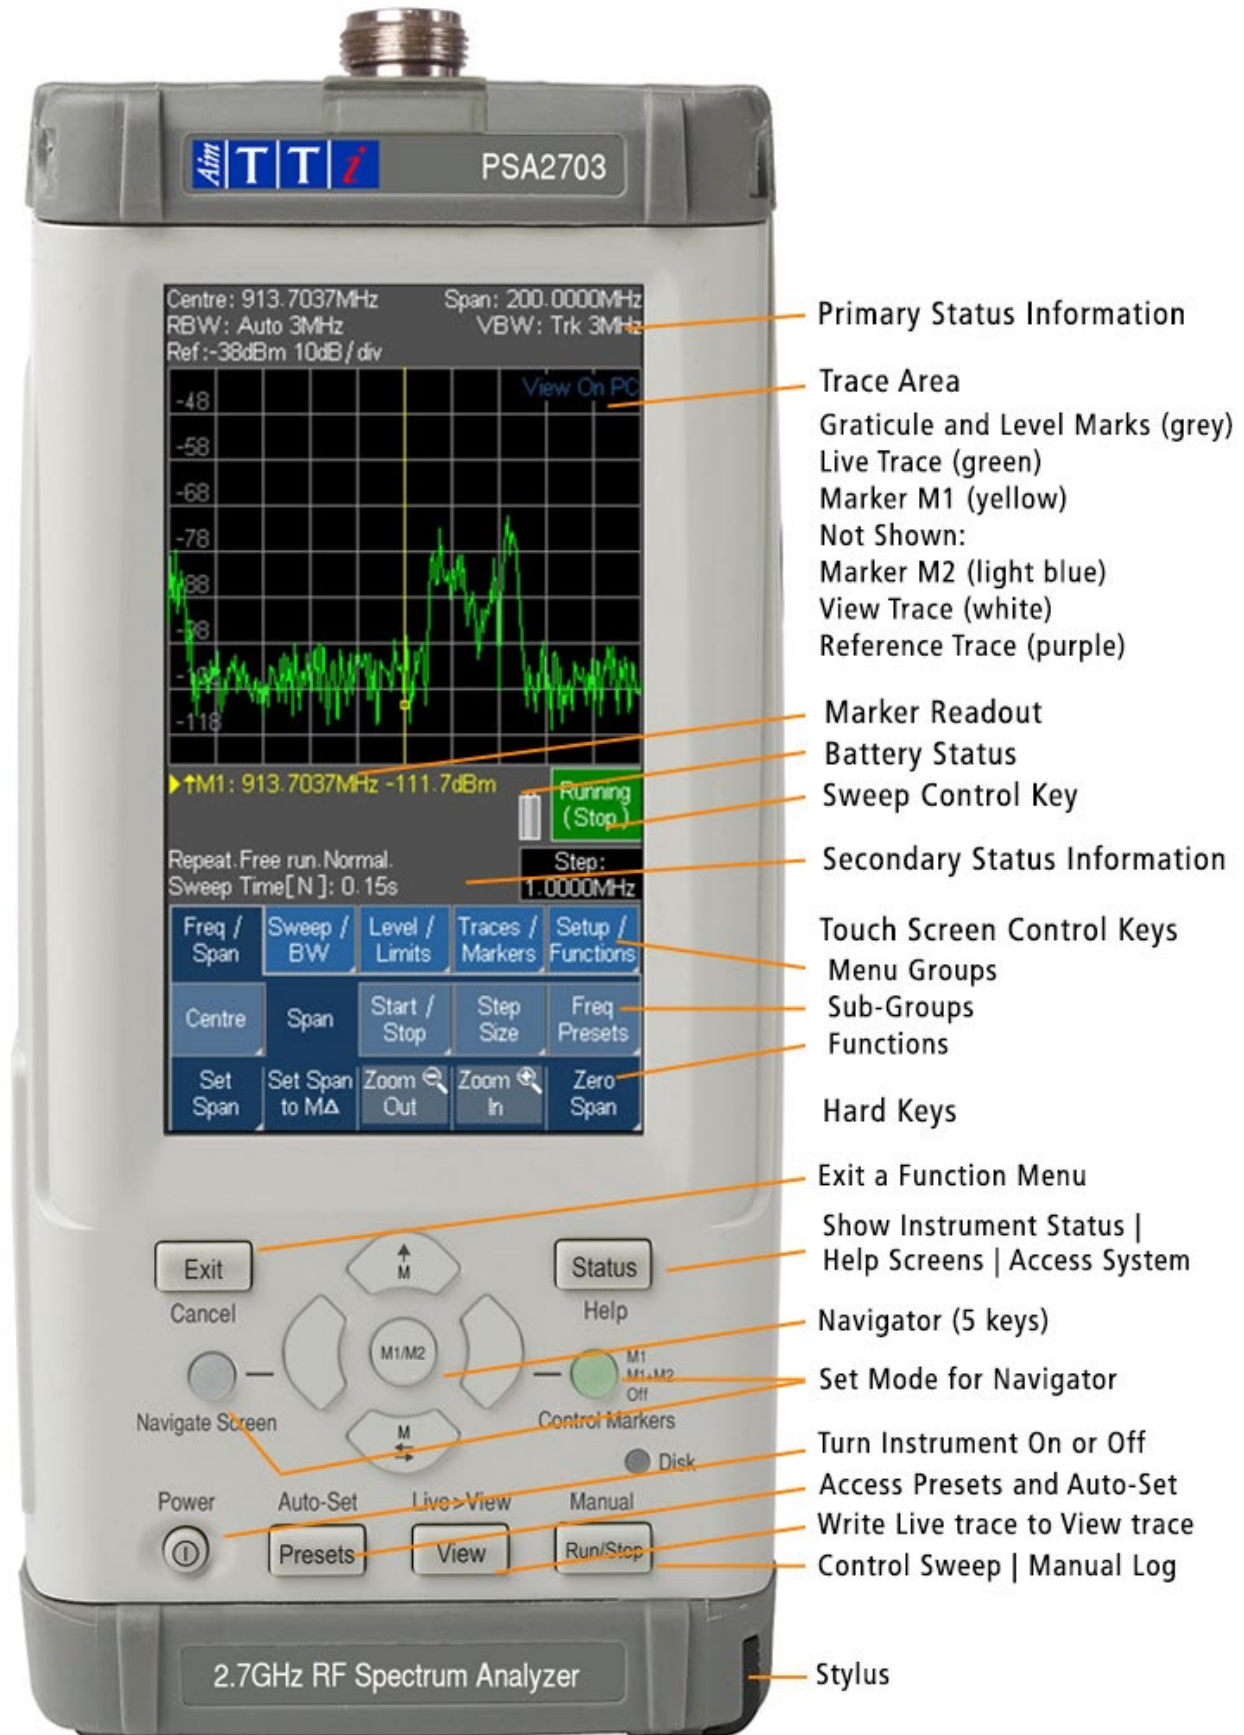 Aim TTi
PSA2703
Centre: 913.7037MHz Span: 200.0000MHz
RBW: Auto 3MHz VBW: Trk 3MHz
Ref:-38dBm 10dB/div
View On PC
-48
-58
-68
-78
-88
-98
-118
↑M1: 913.7037MHz -111.7dBm
Running
(Stop)
Repeat.Free run.Normal.
Sweep Time[N]: 0.15s
Step:
1.0000MHz
Freq / Sweep / Level / Traces / Setup /
Span BW Limits Markers Functions
Centre Span Start / Step Freq
Stop Size Presets
Set Set Span Zoom Zoom Zero
Span to MΔ Out In Span
Exit
Cancel
Navigate Screen
M
M1/M2
M
Status
Help
M1
M1+M2
Off
Control Markers
Disk
Power Auto-Set Live>View Manual
Presets View Run/Stop
2.7GHz RF Spectrum Analyzer
Primary Status Information
Trace Area
Graticule and Level Marks (grey)
Live Trace (green)
Marker M1 (yellow)
Not Shown:
Marker M2 (light blue)
View Trace (white)
Reference Trace (purple)
Marker Readout
Battery Status
Sweep Control Key
Secondary Status Information
Touch Screen Control Keys
Menu Groups
Sub-Groups
Functions
Hard Keys
Exit a Function Menu
Show Instrument Status |
Help Screens | Access System
Navigator (5 keys)
Set Mode for Navigator
Turn Instrument On or Off
Access Presets and Auto-Set
Write Live trace to View trace
Control Sweep | Manual Log
Stylus